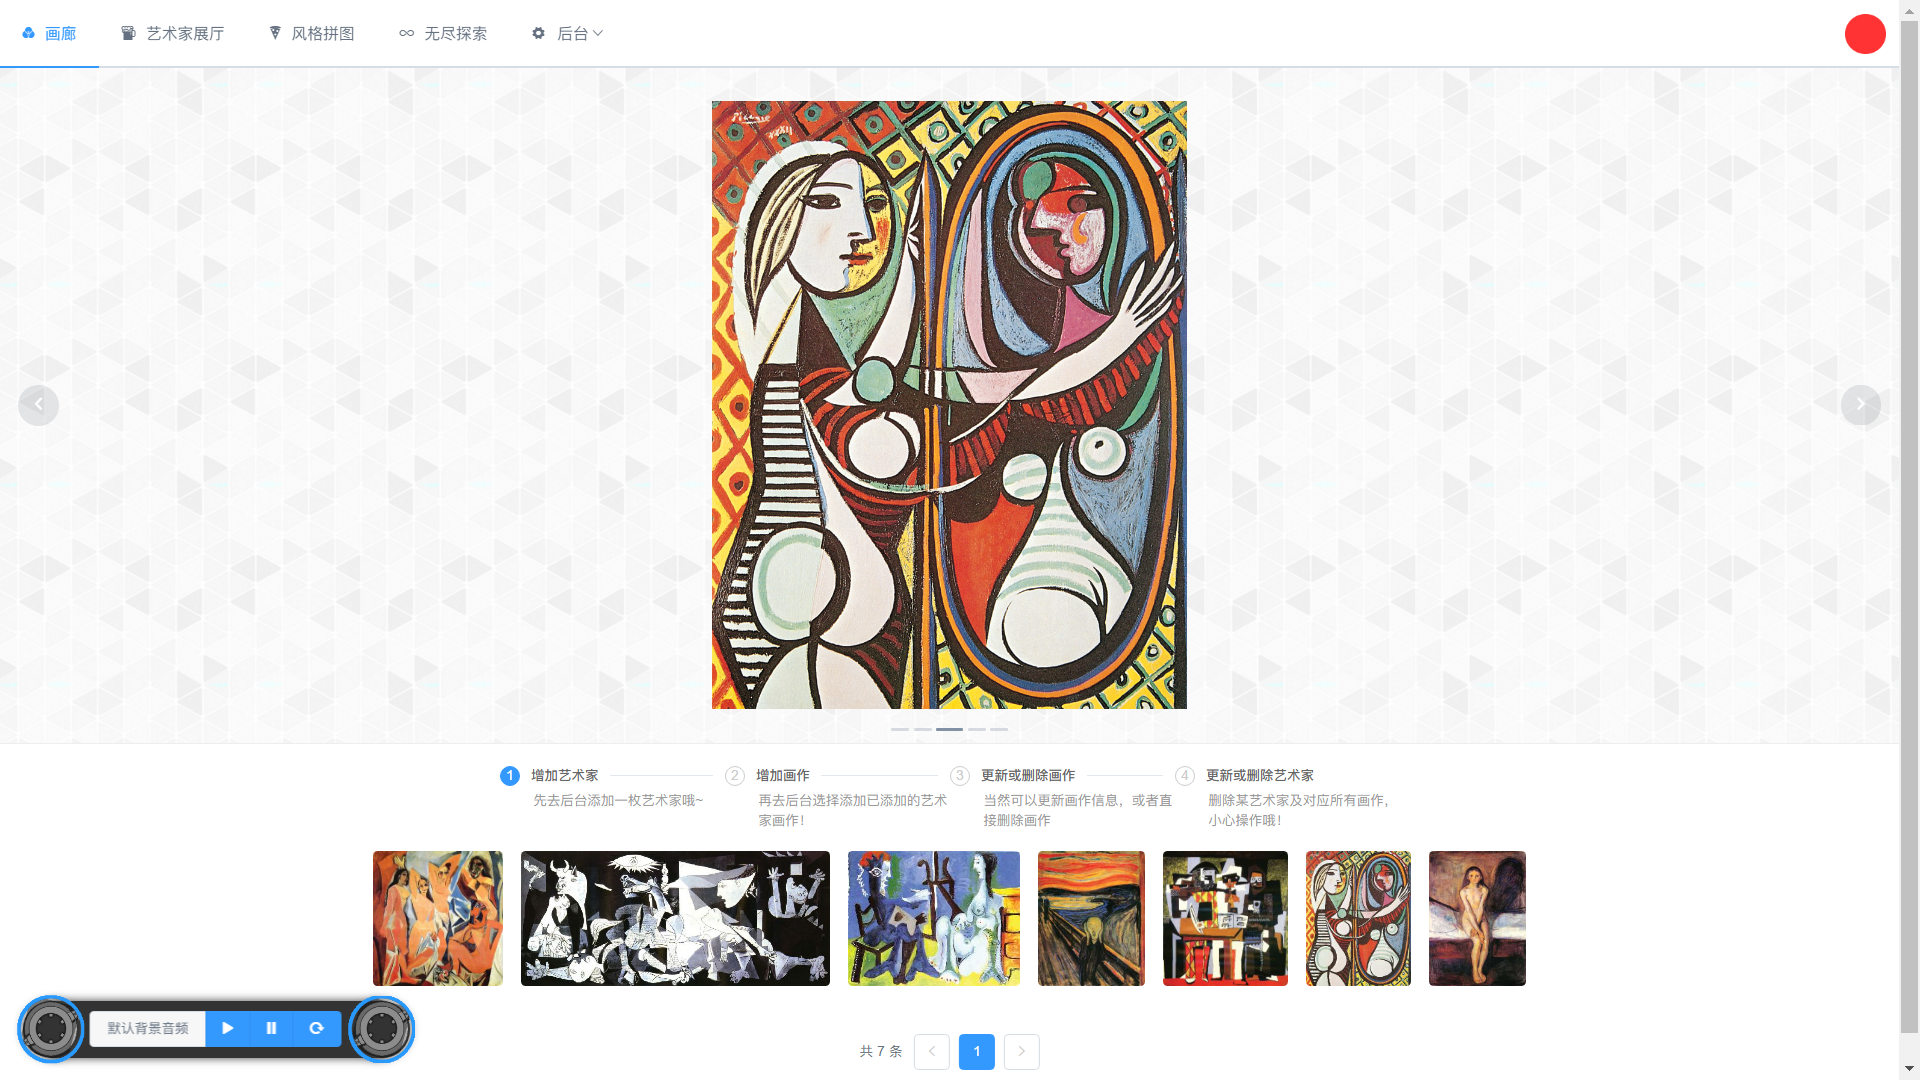 画廊
艺术家展厅
风格拼图
无尽探索
后台
Picasso
1 增加艺术家
先去后台添加一枚艺术家哦~
2 增加画作
再去后台选择添加已添加的艺术
家画作！
3 更新或删除画作
当然可以更新画作信息，或者直
接删除画作
4 更新或删除艺术家
删除某艺术家及对应所有画作，
小心操作哦！
默认背景音频
共 7 条
1